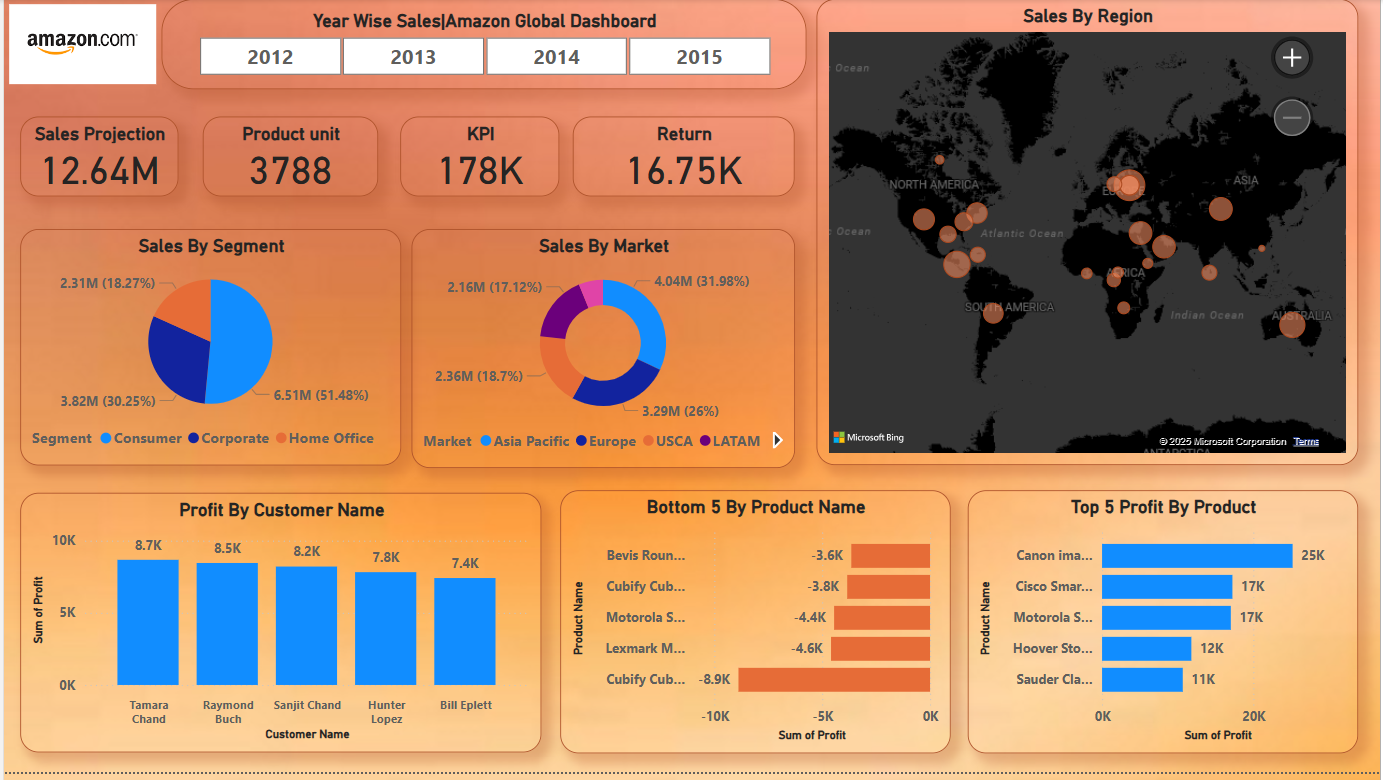 amazon.com
Year Wise Sales|Amazon Global Dashboard
2012 2013 2014 2015
Sales Projection
12.64M
Product unit
3788
KPI
178K
Return
16.75K
Sales By Region
Ocean
NORTH AMERICA
EUROPE
ASIA
Ocean
Atlantic Ocean
AFRICA
SOUTH AMERICA
Indian Ocean
AUSTRALIA
ANTARCTICA
Microsoft Bing
© 2025 Microsoft Corporation Terms
Sales By Segment
2.31M (18.27%)
3.82M (30.25%)
6.51M (51.48%)
Segment Consumer Corporate Home Office
Sales By Market
2.16M (17.12%)
4.04M (31.98%)
2.36M (18.7%)
3.29M (26%)
Market Asia Pacific Europe USCA LATAM
Profit By Customer Name
Sum of Profit
10K
5K
0K
8.7K
8.5K
8.2K
7.8K
7.4K
Tamara
Chand
Raymond
Buch
Sanjit Chand
Hunter
Lopez
Bill Eplett
Customer Name
Bottom 5 By Product Name
Product Name
Bevis Roun... -3.6K
Cubify Cub... -3.8K
Motorola S... -4.4K
Lexmark M... -4.6K
Cubify Cub... -8.9K
-10K -5K 0K
Sum of Profit
Top 5 Profit By Product
Product Name
Canon ima... 25K
Cisco Smar... 17K
Motorola S... 17K
Hoover Sto... 12K
Sauder Cla... 11K
0K 20K
Sum of Profit